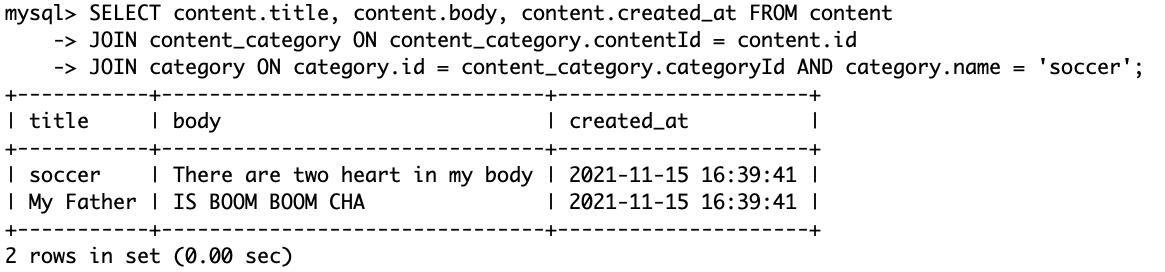 mysql> SELECT content.title, content.body, content.created_at FROM content
    -> JOIN content_category ON content_category.contentId = content.id
    -> JOIN category ON category.id = content_category.categoryId AND category.name = 'soccer';
+-----------+--------------------------------+---------------------+
| title     | body                           | created_at          |
+-----------+--------------------------------+---------------------+
| soccer    | There are two heart in my body | 2021-11-15 16:39:41 |
| My Father | IS BOOM BOOM CHA               | 2021-11-15 16:39:41 |
+-----------+--------------------------------+---------------------+
2 rows in set (0.00 sec)